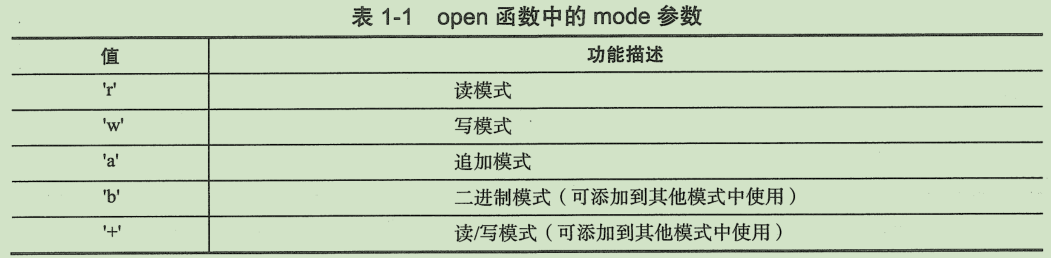 表 1-1 open 函数中的 mode 参数
值 功能描述
'r' 读模式
'w' 写模式
'a' 追加模式
'b' 二进制模式（可添加到其他模式中使用）
'+' 读/写模式（可添加到其他模式中使用）